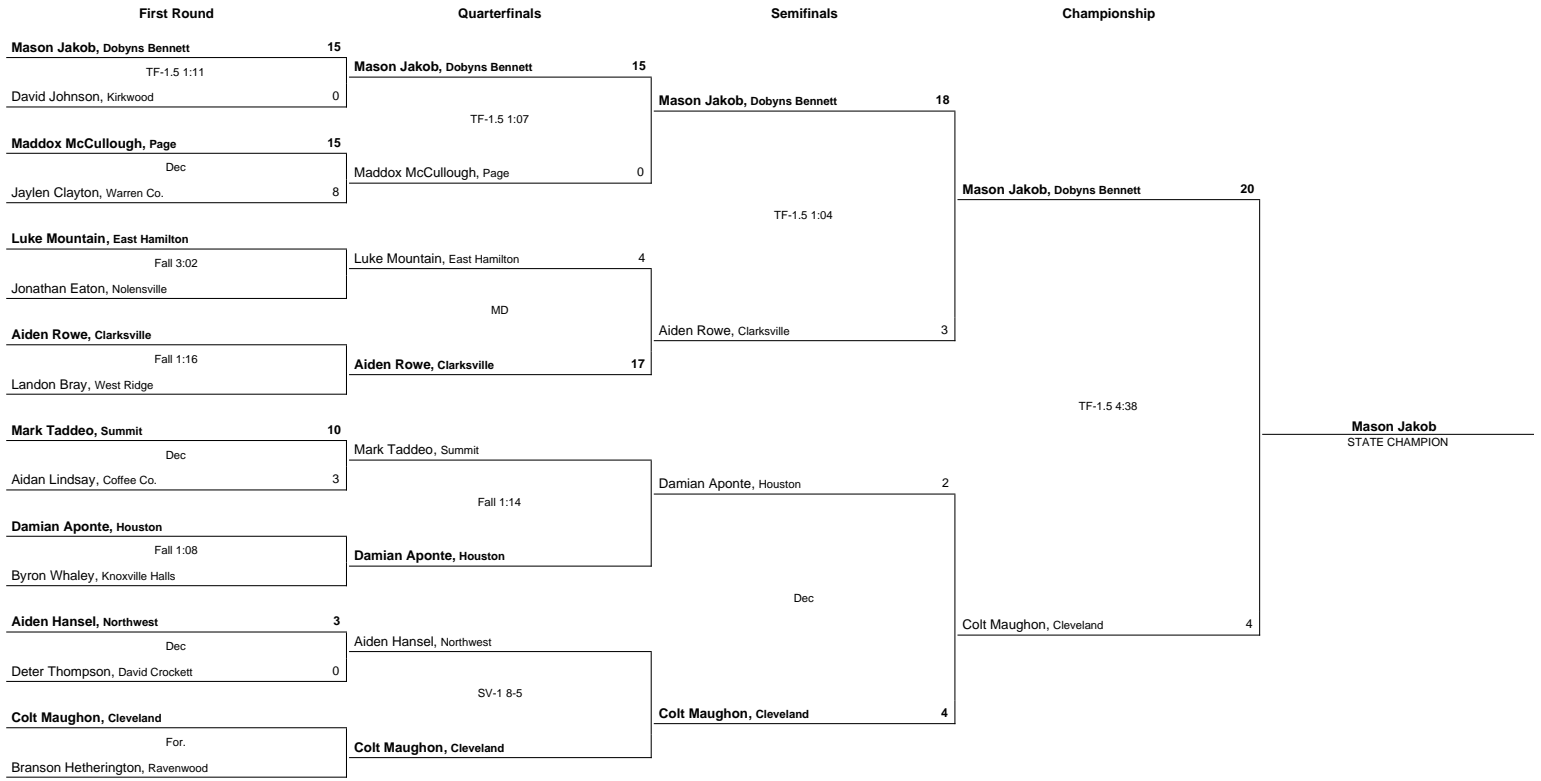 First Round Quarterfinals Semifinals Championship
Mason Jakob, Dobyns Bennett 15
TF-1.5 1:11
David Johnson, Kirkwood 0
Maddox McCullough, Page 15
Dec
Jaylen Clayton, Warren Co. 8
Luke Mountain, East Hamilton
Fall 3:02
Jonathan Eaton, Nolensville
Aiden Rowe, Clarksville
Fall 1:16
Landon Bray, West Ridge
Mark Taddeo, Summit 10
Dec
Aidan Lindsay, Coffee Co. 3
Damian Aponte, Houston
Fall 1:08
Byron Whaley, Knoxville Halls
Aiden Hansel, Northwest 3
Dec
Deter Thompson, David Crockett 0
Colt Maughon, Cleveland
For.
Branson Hetherington, Ravenwood
Mason Jakob, Dobyns Bennett 15
TF-1.5 1:07
Maddox McCullough, Page 0
Luke Mountain, East Hamilton 4
MD
Aiden Rowe, Clarksville 17
Mark Taddeo, Summit
Fall 1:14
Damian Aponte, Houston
Aiden Hansel, Northwest
SV-1 8-5
Colt Maughon, Cleveland
Mason Jakob, Dobyns Bennett 18
TF-1.5 1:04
Aiden Rowe, Clarksville 3
Damian Aponte, Houston 2
Dec
Colt Maughon, Cleveland 4
Mason Jakob, Dobyns Bennett 20
TF-1.5 4:38
Colt Maughon, Cleveland 4
Mason Jakob
STATE CHAMPION